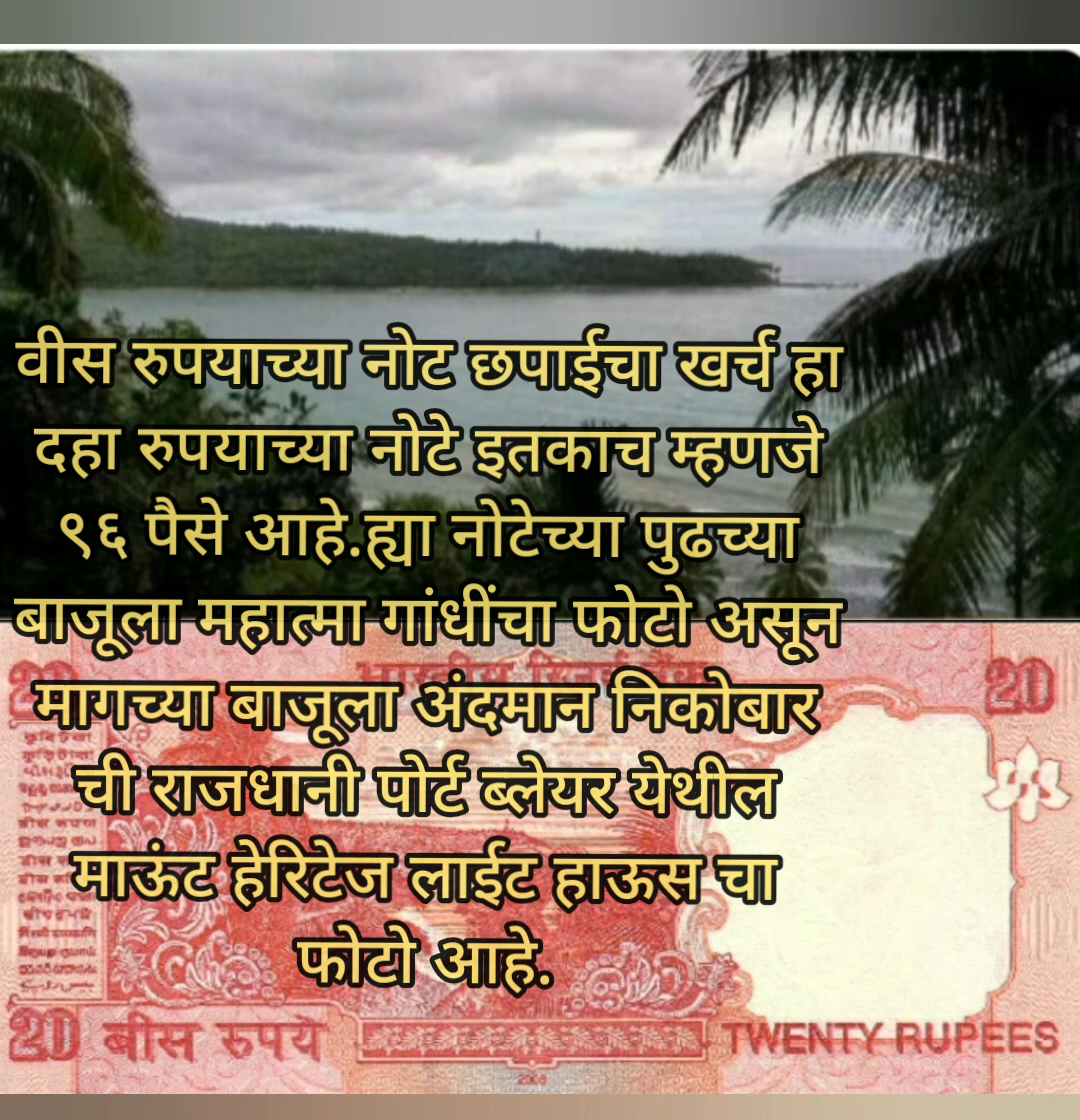 वीस रुपयाच्या नोट छपाईचा खर्च हा
दहा रुपयाच्या नोटे इतकाच म्हणजे
९६ पैसे आहे.ह्या नोटेच्या पुढच्या
बाजूला महात्मा गांधींचा फोटो असून
मागच्या बाजूला अंदमान निकोबार
ची राजधानी पोर्ट ब्लेयर येथील
माऊंट हेरिटेज लाईट हाऊस चा
फोटो आहे.
20
20 बीस रुपये
TWENTY RUPEES